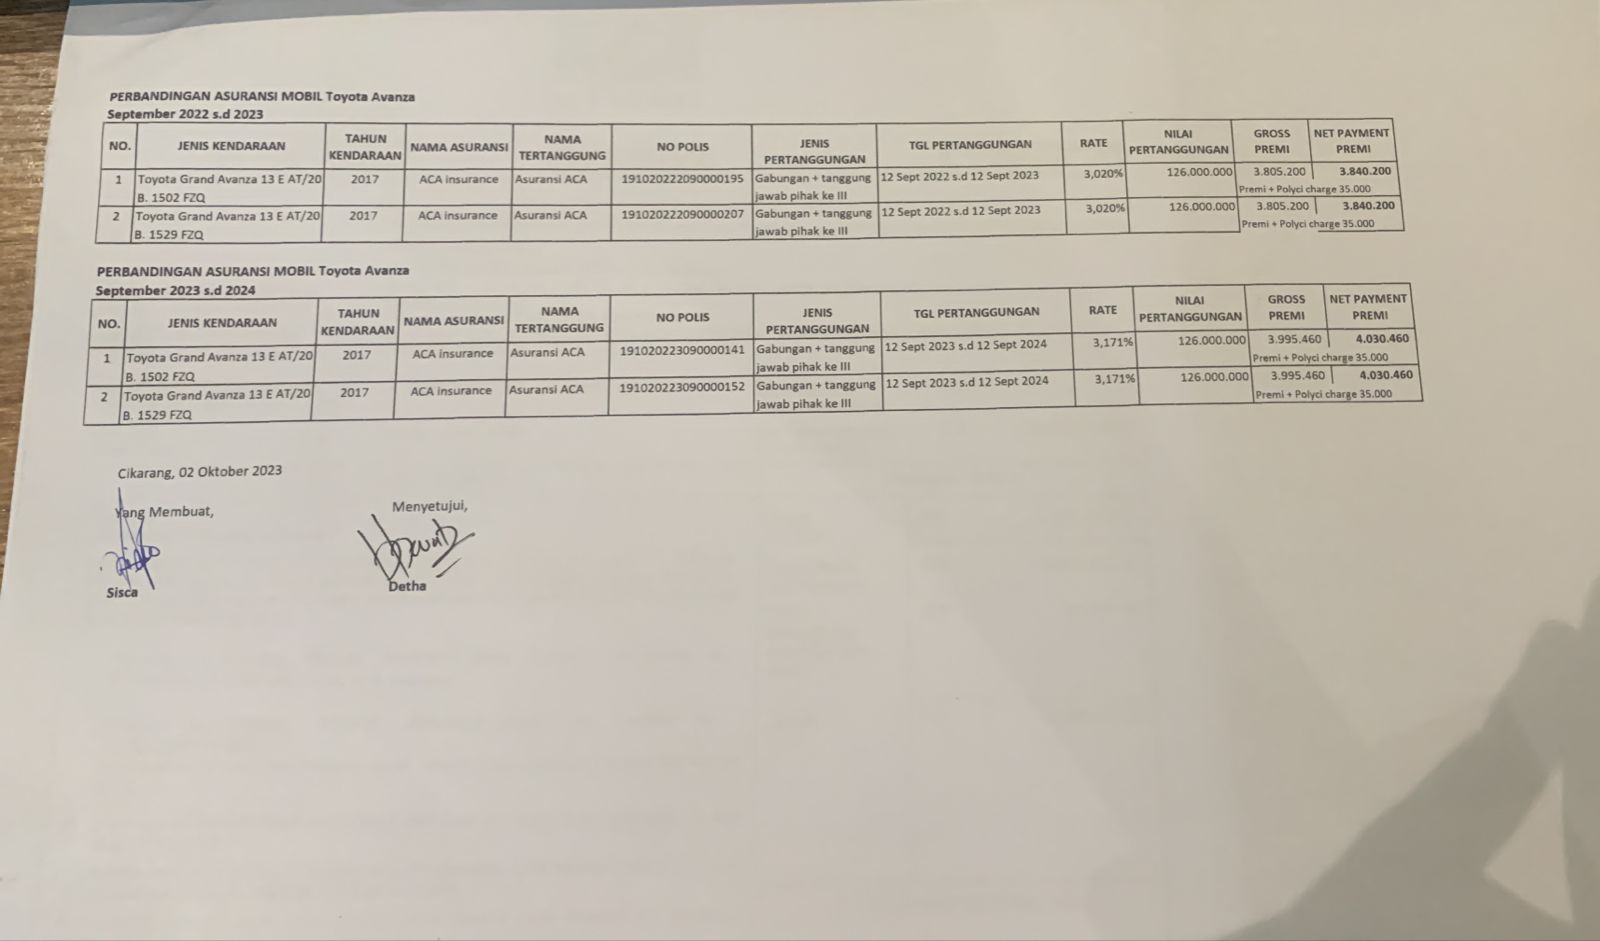 PERBANDINGAN ASURANSI MOBIL Toyota Avanza
September 2022 s.d 2023
NO. JENIS KENDARAAN TAHUN KENDARAAN NAMA ASURANSI NAMA TERTANGGUNG NO POLIS JENIS PERTANGGUNGAN TGL PERTANGGUNGAN RATE NILAI PERTANGGUNGAN GROSS PREMI NET PAYMENT PREMI
1 Toyota Grand Avanza 13 E AT/20 2017 ACA insurance Asuransi ACA 191020222090000195 Gabungan + tanggung 12 Sept 2022 s.d 12 Sept 2023 3,020% 126.000.000 3.805.200 3.840.200
B. 1502 FZQ jawab pihak ke III Premi + Polyci charge 35.000
2 Toyota Grand Avanza 13 E AT/20 2017 ACA insurance Asuransi ACA 191020222090000207 Gabungan + tanggung 12 Sept 2022 s.d 12 Sept 2023 3,020% 126.000.000 3.805.200 3.840.200
B. 1529 FZQ jawab pihak ke III Premi + Polyci charge 35.000
PERBANDINGAN ASURANSI MOBIL Toyota Avanza
September 2023 s.d 2024
NO. JENIS KENDARAAN TAHUN KENDARAAN NAMA ASURANSI NAMA TERTANGGUNG NO POLIS JENIS PERTANGGUNGAN TGL PERTANGGUNGAN RATE NILAI PERTANGGUNGAN GROSS PREMI NET PAYMENT PREMI
1 Toyota Grand Avanza 13 E AT/20 2017 ACA insurance Asuransi ACA 191020223090000141 Gabungan + tanggung 12 Sept 2023 s.d 12 Sept 2024 3,171% 126.000.000 3.995.460 4.030.460
B. 1502 FZQ jawab pihak ke III Premi + Polyci charge 35.000
2 Toyota Grand Avanza 13 E AT/20 2017 ACA insurance Asuransi ACA 191020223090000152 Gabungan + tanggung 12 Sept 2023 s.d 12 Sept 2024 3,171% 126.000.000 3.995.460 4.030.460
B. 1529 FZQ jawab pihak ke III Premi + Polyci charge 35.000
Cikarang, 02 Oktober 2023
Yang Membuat, Menyetujui,
Sisca Detha